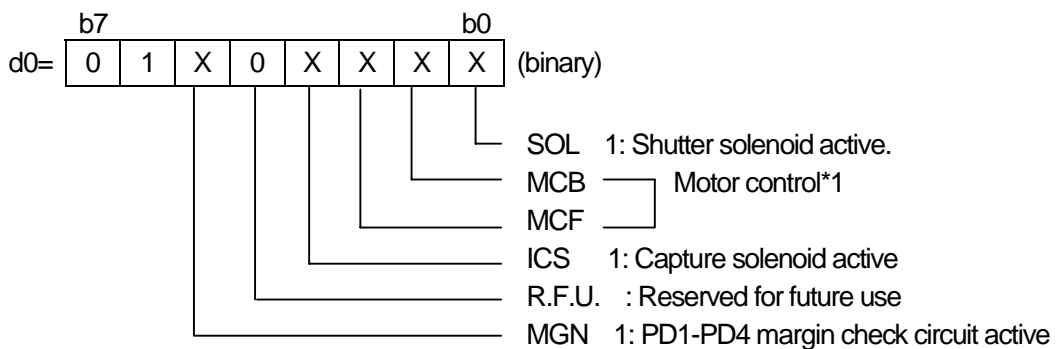 b7 b0
d0= 0 1 X 0 X X X X (binary)
SOL 1: Shutter solenoid active.
MCB Motor control*1
MCF
ICS 1: Capture solenoid active
R.F.U. : Reserved for future use
MGN 1: PD1-PD4 margin check circuit active